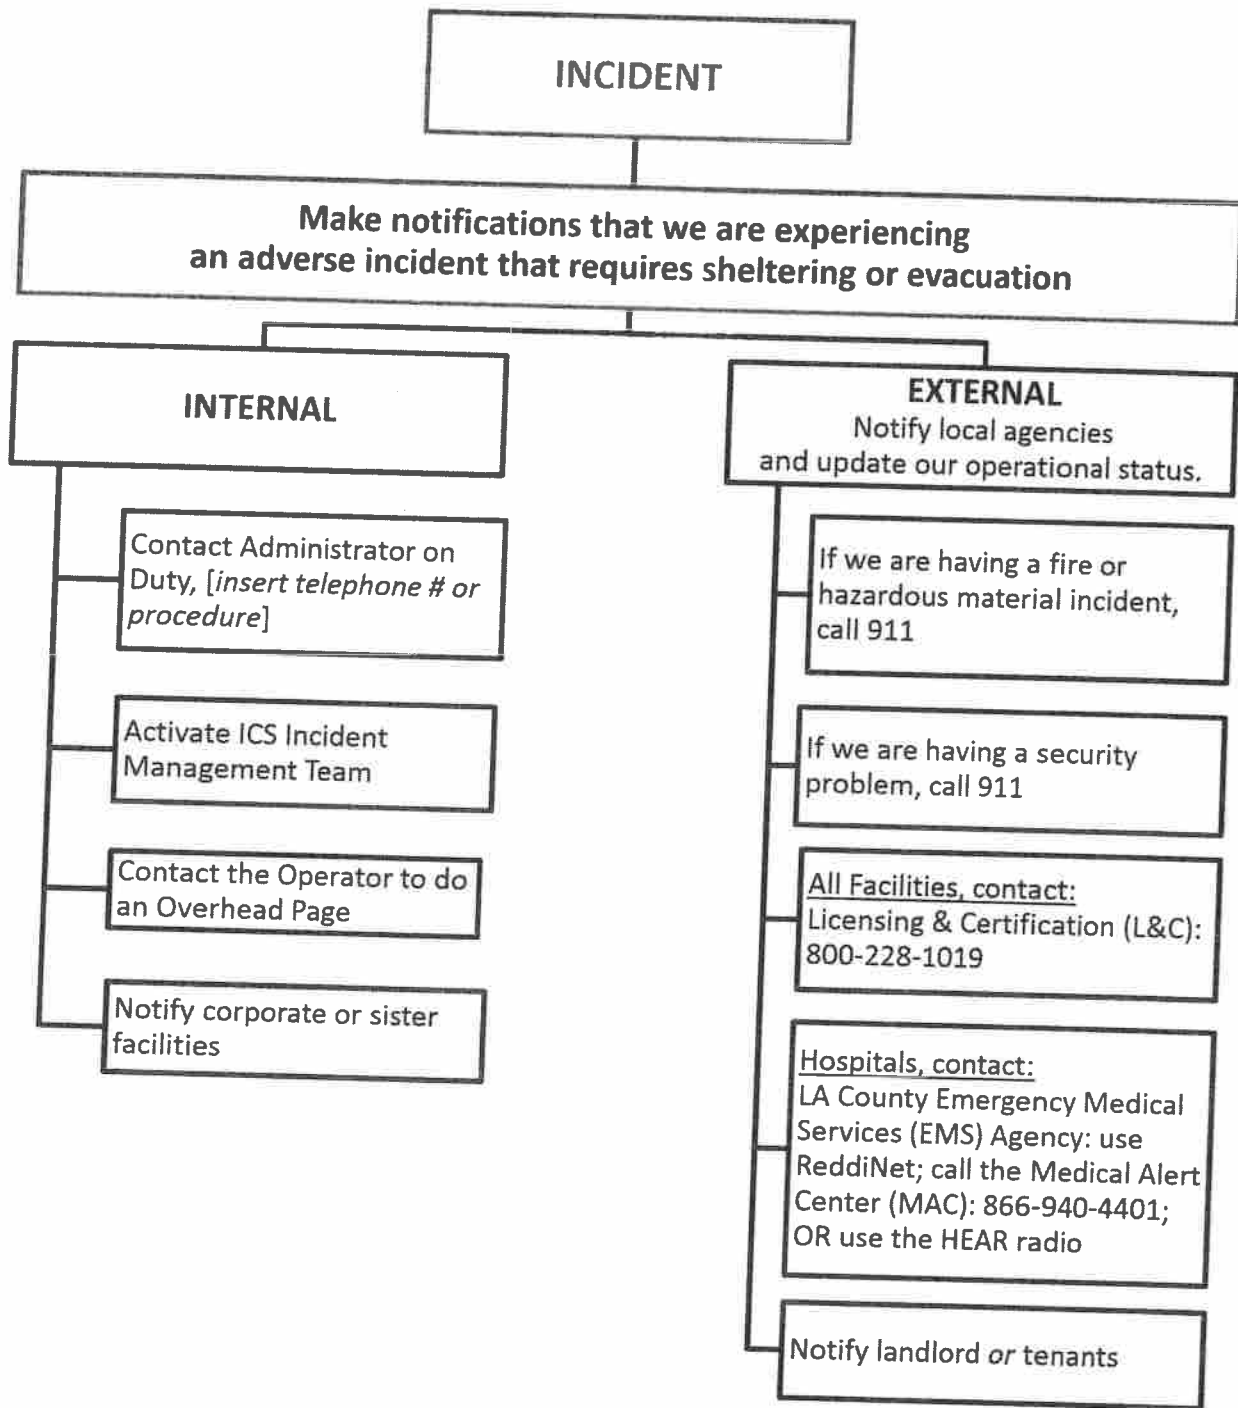 INCIDENT
Make notifications that we are experiencing
an adverse incident that requires sheltering or evacuation
INTERNAL
Contact Administrator on
Duty, [insert telephone # or
procedure]
Activate ICS Incident
Management Team
Contact the Operator to do
an Overhead Page
Notify corporate or sister
facilities
EXTERNAL
Notify local agencies
and update our operational status.
If we are having a fire or
hazardous material incident,
call 911
If we are having a security
problem, call 911
All Facilities, contact:
Licensing & Certification (L&C):
800-228-1019
Hospitals, contact:
LA County Emergency Medical
Services (EMS) Agency: use
ReddiNet; call the Medical Alert
Center (MAC): 866-940-4401;
OR use the HEAR radio
Notify landlord or tenants